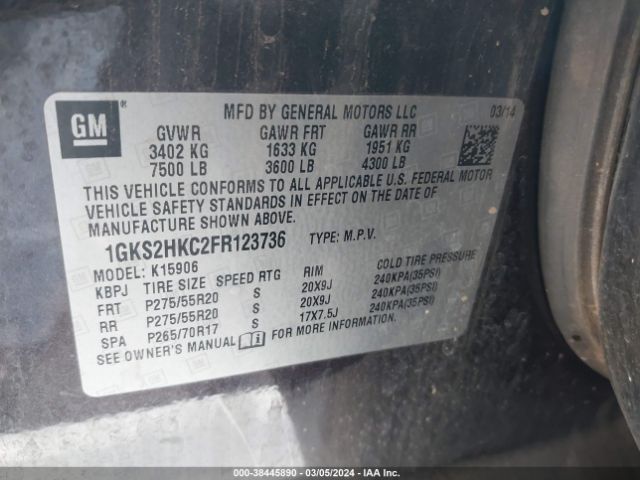 GM ®
MFD BY GENERAL MOTORS LLC 03/14
GVWR GAWR FRT GAWR RR
3402 KG 1633 KG 1951 KG
7500 LB 3600 LB 4300 LB
THIS VEHICLE CONFORMS TO ALL APPLICABLE U.S. FEDERAL MOTOR
VEHICLE SAFETY STANDARDS IN EFFECT ON THE DATE OF
MANUFACTURE SHOWN ABOVE.
1GKS2HKC2FR123736 TYPE: M.P.V.
MODEL: K15906
KBPJ TIRE SIZE SPEED RTG RIM COLD TIRE PRESSURE
FRT P275/55R20 S 20X9J 240KPA(35PSI)
RR P275/55R20 S 20X9J 240KPA(35PSI)
SPA P265/70R17 S 17X7.5J 240KPA(35PSI)
SEE OWNER'S MANUAL FOR MORE INFORMATION.
000-38445890 — 03/05/2024 — IAA Inc.